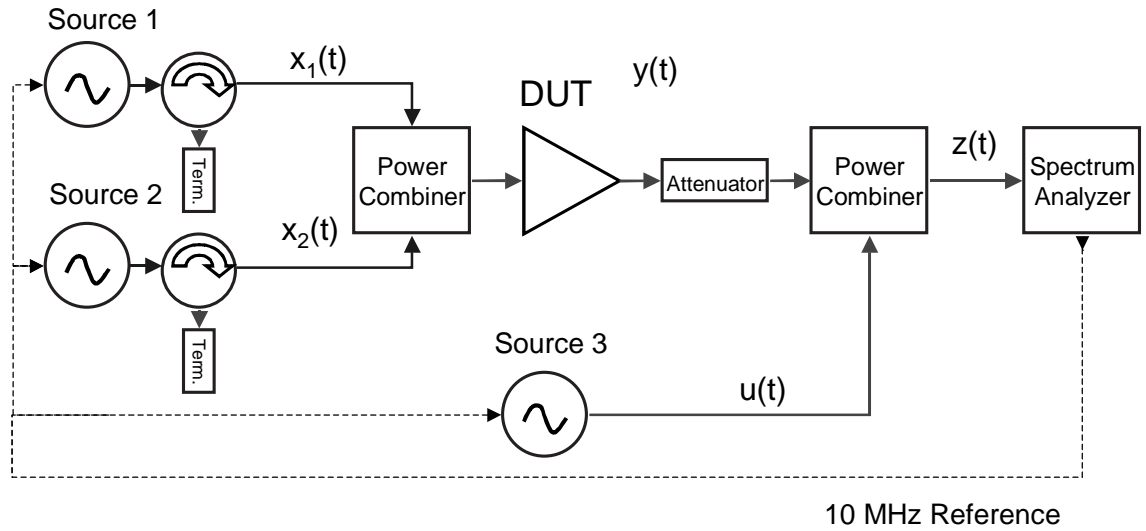 Source 1
x₁(t)
y(t)
DUT
Term.
Power
Combiner
Attenuator
Power
Combiner
z(t)
Spectrum
Analyzer
Source 2
x₂(t)
Term.
Source 3
u(t)
10 MHz Reference